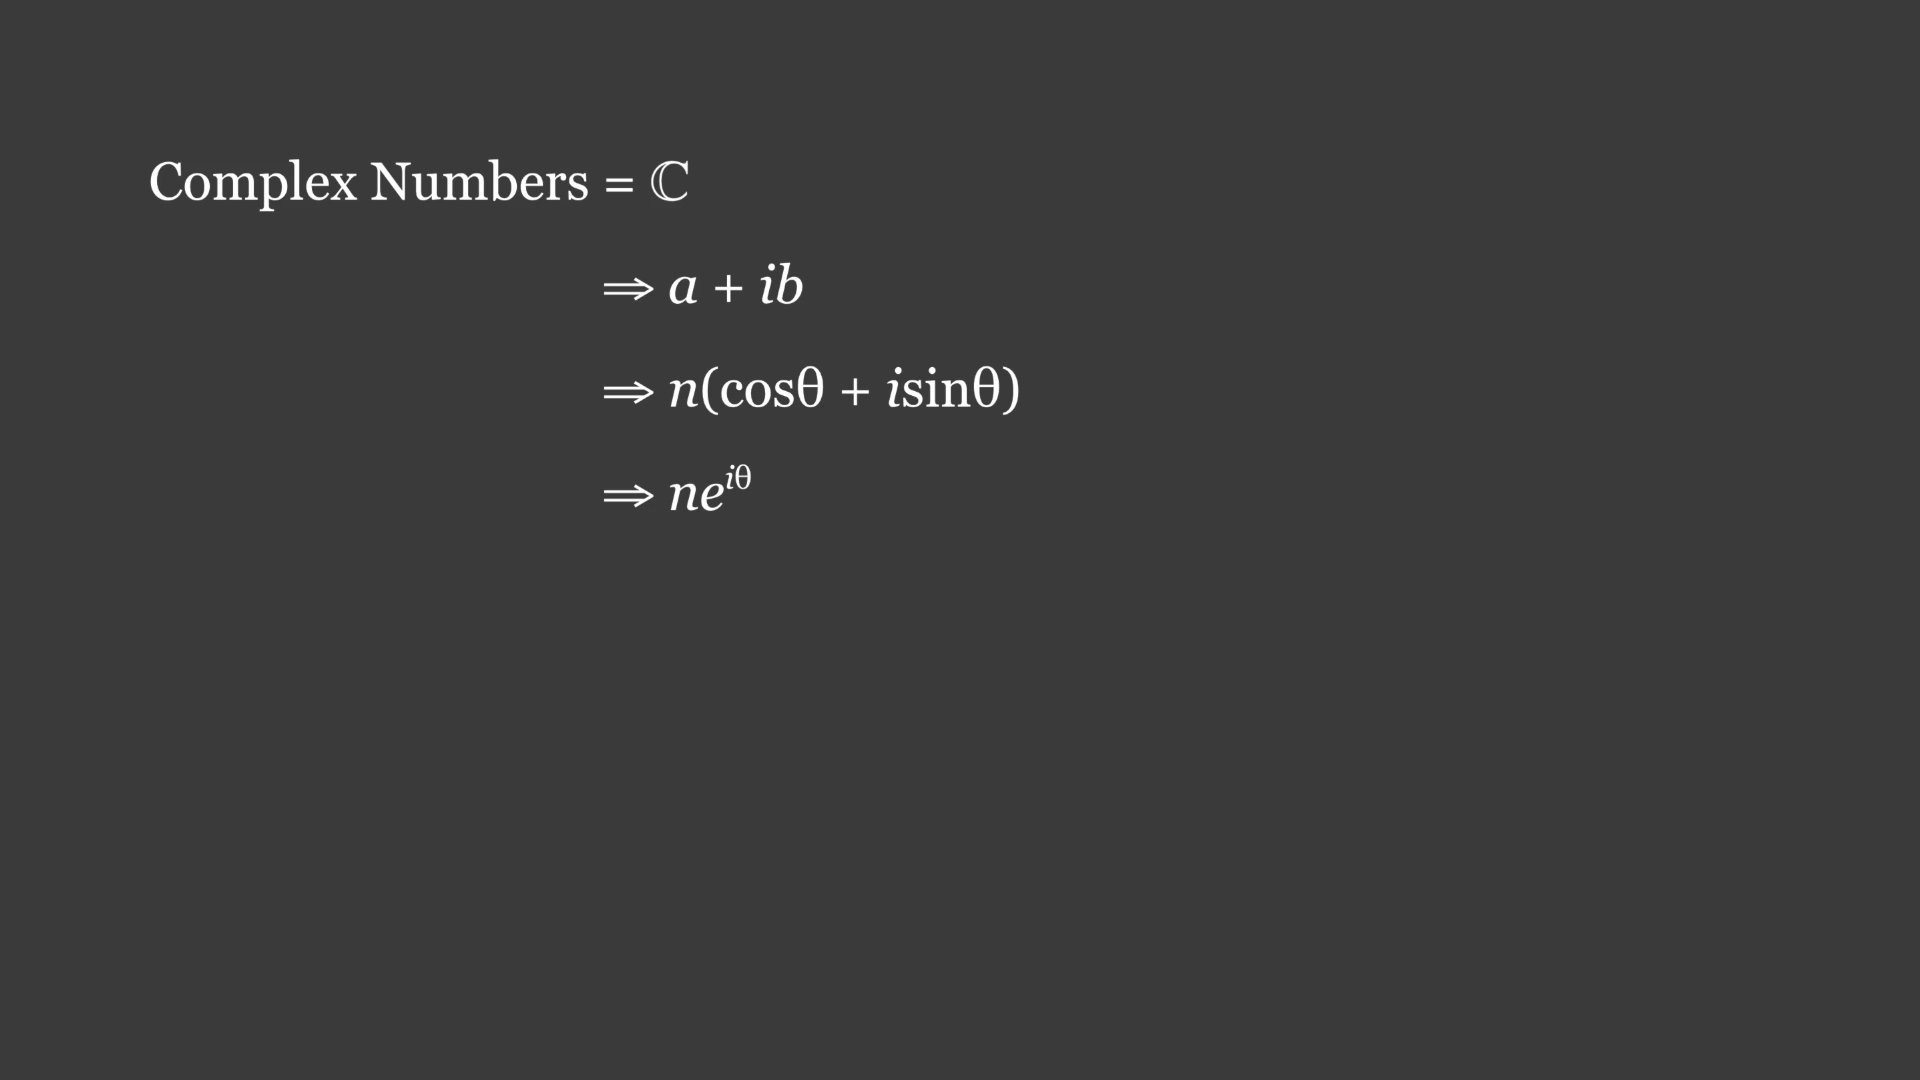 Complex Numbers = ℂ
⟹ a + ib
⟹ n(cosθ + isinθ)
⟹ ne^{iθ}